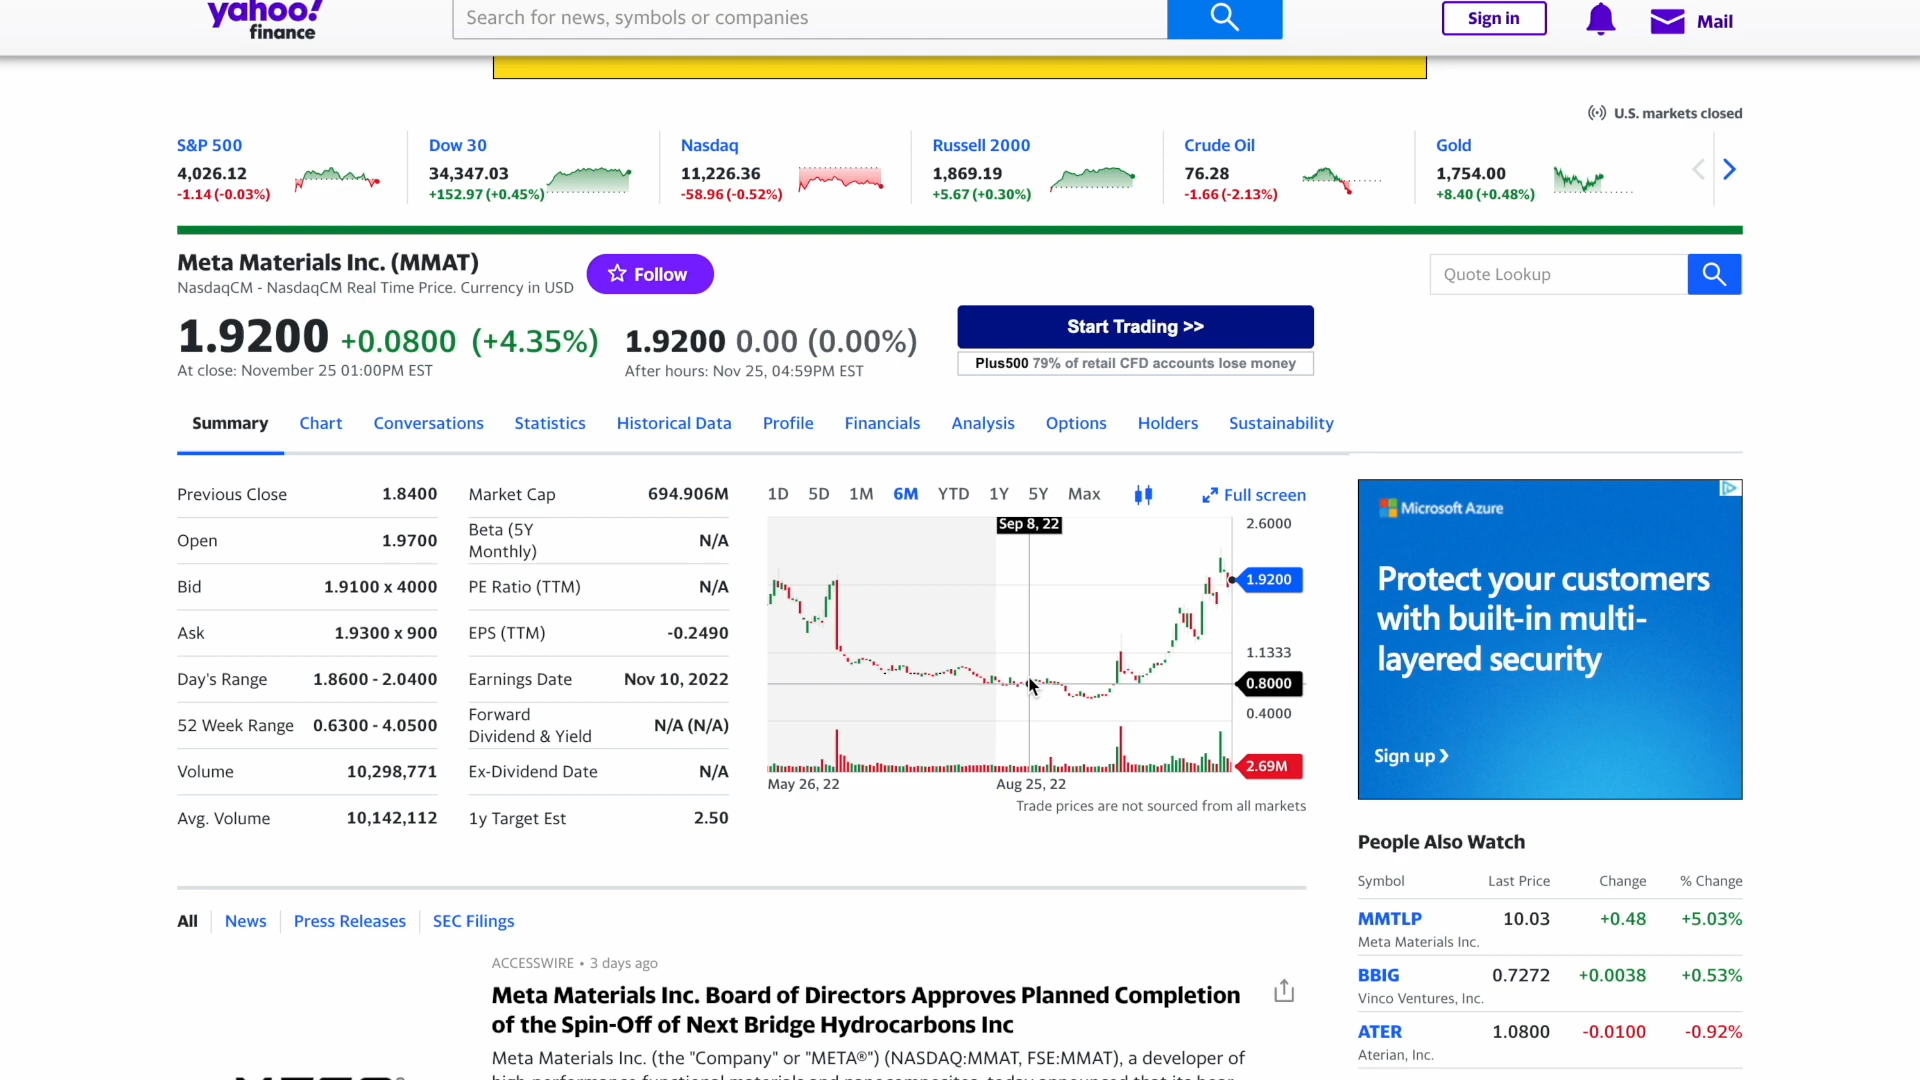 yahoo!
finance
Search for news, symbols or companies
Sign in
Mail
U.S. markets closed
S&P 500
4,026.12
-1.14 (-0.03%)
Dow 30
34,347.03
+152.97 (+0.45%)
Nasdaq
11,226.36
-58.96 (-0.52%)
Russell 2000
1,869.19
+5.67 (+0.30%)
Crude Oil
76.28
-1.66 (-2.13%)
Gold
1,754.00
+8.40 (+0.48%)
Meta Materials Inc. (MMAT)
NasdaqCM - NasdaqCM Real Time Price. Currency in USD
Follow
Quote Lookup
1.9200 +0.0800 (+4.35%)
At close: November 25 01:00PM EST
1.9200 0.00 (0.00%)
After hours: Nov 25, 04:59PM EST
Start Trading >>
Plus500 79% of retail CFD accounts lose money
Summary Chart Conversations Statistics Historical Data Profile Financials Analysis Options Holders Sustainability
Previous Close 1.8400
Open 1.9700
Bid 1.9100 x 4000
Ask 1.9300 x 900
Day's Range 1.8600 - 2.0400
52 Week Range 0.6300 - 4.0500
Volume 10,298,771
Avg. Volume 10,142,112
Market Cap 694.906M
Beta (5Y
Monthly) N/A
PE Ratio (TTM) N/A
EPS (TTM) -0.2490
Earnings Date Nov 10, 2022
Forward
Dividend & Yield N/A (N/A)
Ex-Dividend Date N/A
1y Target Est 2.50
1D 5D 1M 6M YTD 1Y 5Y Max
Full screen
Sep 8, 22
2.6000
1.9200
1.1333
0.8000
0.4000
2.69M
May 26, 22
Aug 25, 22
Trade prices are not sourced from all markets
Microsoft Azure
Protect your customers
with built-in multi-
layered security
Sign up ❯
People Also Watch
Symbol Last Price Change % Change
MMTLP 10.03 +0.48 +5.03%
Meta Materials Inc.
BBIG 0.7272 +0.0038 +0.53%
Vinco Ventures, Inc.
ATER 1.0800 -0.0100 -0.92%
Aterian, Inc.
All News Press Releases SEC Filings
ACCESSWIRE • 3 days ago
Meta Materials Inc. Board of Directors Approves Planned Completion
of the Spin-Off of Next Bridge Hydrocarbons Inc
Meta Materials Inc. (the "Company" or "META®") (NASDAQ:MMAT, FSE:MMAT), a developer of